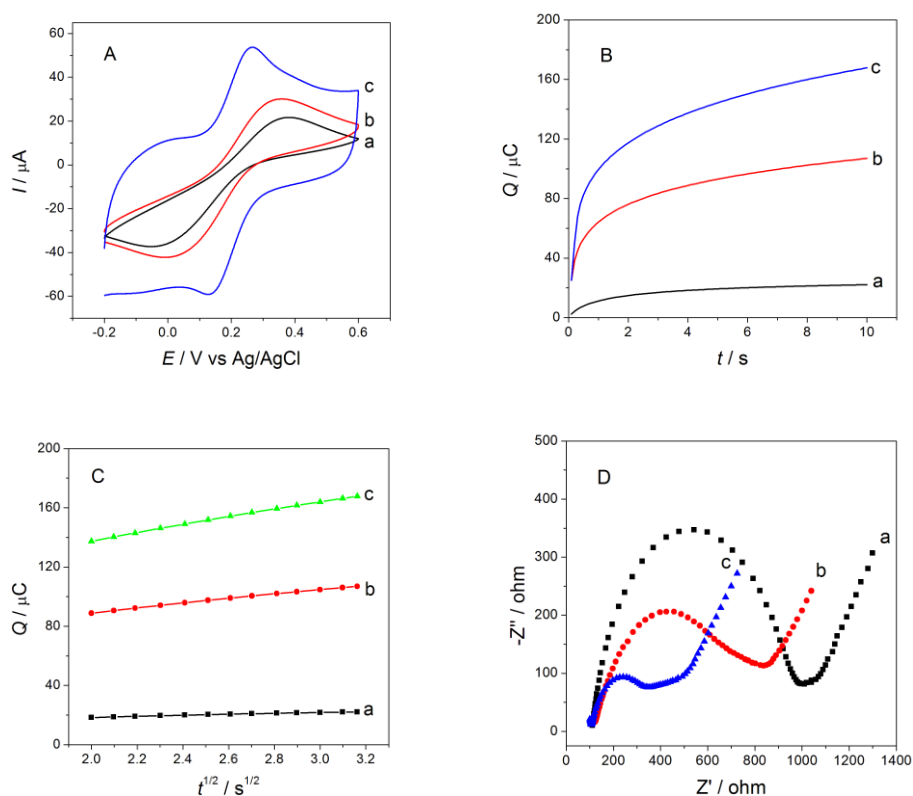 A
I / μA
60
40
20
0
-20
-40
-60
-0.2 0.0 0.2 0.4 0.6
E / V vs Ag/AgCl
c
b
a
B
Q / μC
200
160
120
80
40
0
0 2 4 6 8 10
t / s
c
b
a
C
Q / μC
200
160
120
80
40
0
2.0 2.2 2.4 2.6 2.8 3.0 3.2
t^1/2 / s^1/2
c
b
a
D
-Z" / ohm
500
400
300
200
100
0
0 200 400 600 800 1000 1200 1400
Z' / ohm
a
b
c